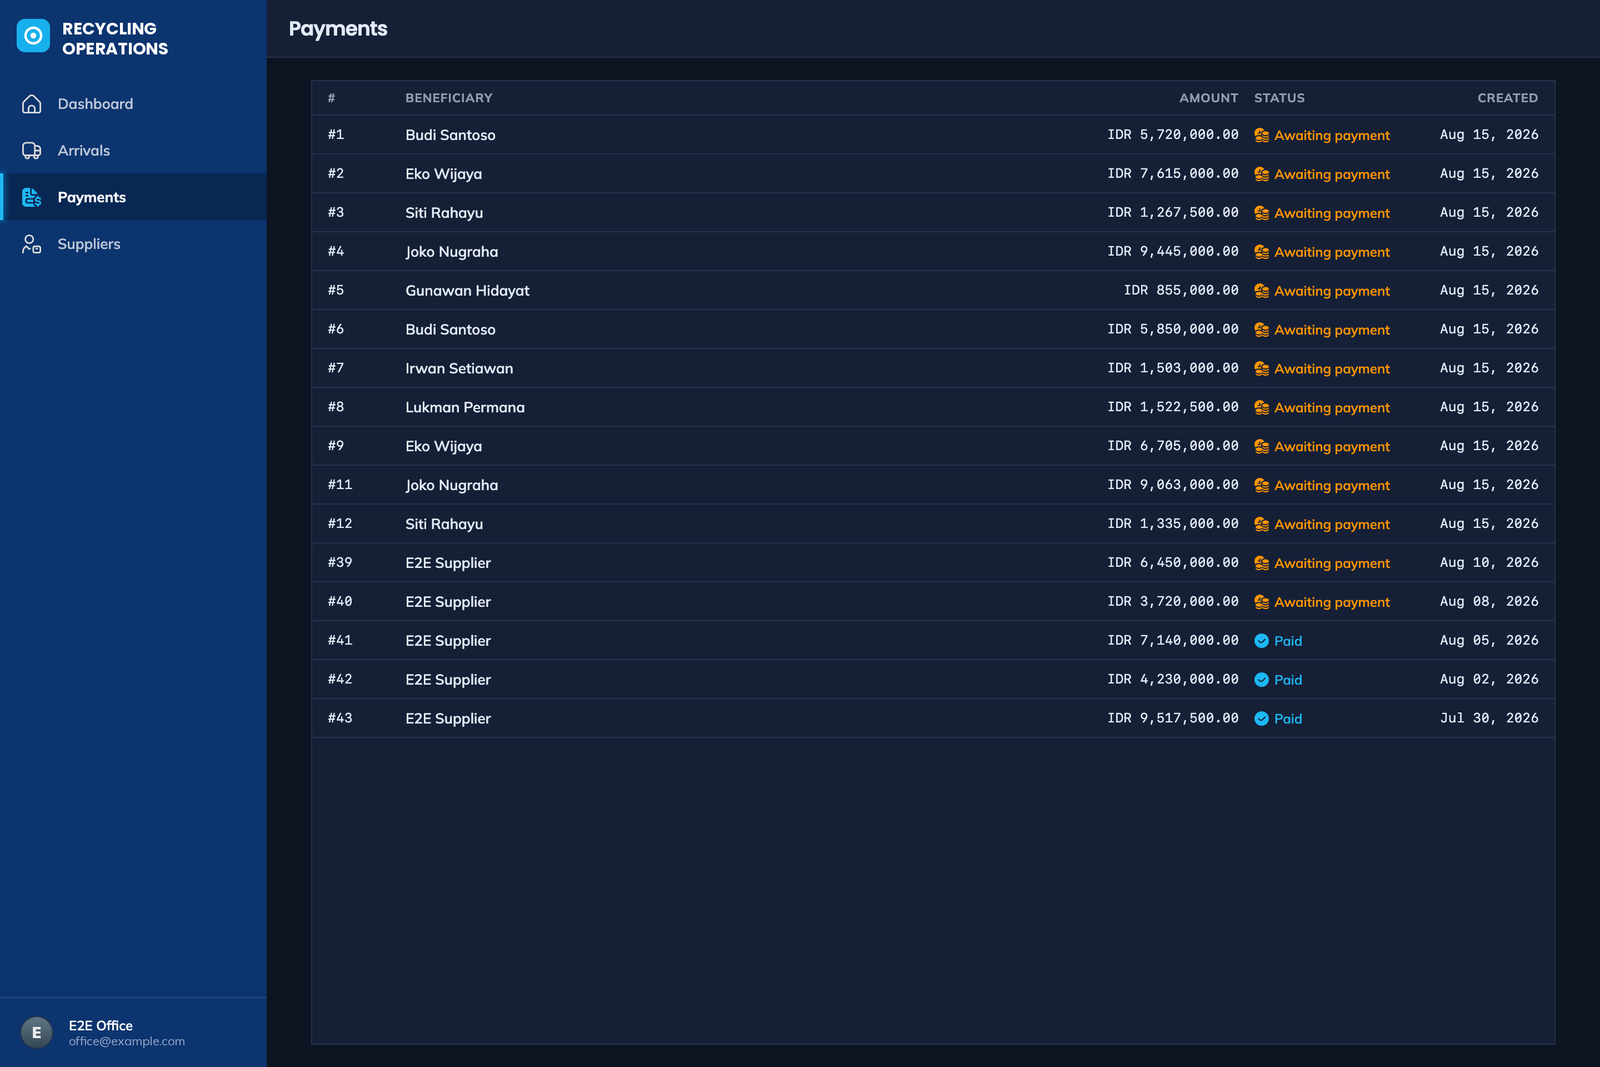 RECYCLING
OPERATIONS
Dashboard
Arrivals
Payments
Suppliers
E
E2E Office
office@example.com
Payments
# BENEFICIARY AMOUNT STATUS CREATED
#1 Budi Santoso IDR 5,720,000.00 Awaiting payment Aug 15, 2026
#2 Eko Wijaya IDR 7,615,000.00 Awaiting payment Aug 15, 2026
#3 Siti Rahayu IDR 1,267,500.00 Awaiting payment Aug 15, 2026
#4 Joko Nugraha IDR 9,445,000.00 Awaiting payment Aug 15, 2026
#5 Gunawan Hidayat IDR 855,000.00 Awaiting payment Aug 15, 2026
#6 Budi Santoso IDR 5,850,000.00 Awaiting payment Aug 15, 2026
#7 Irwan Setiawan IDR 1,503,000.00 Awaiting payment Aug 15, 2026
#8 Lukman Permana IDR 1,522,500.00 Awaiting payment Aug 15, 2026
#9 Eko Wijaya IDR 6,705,000.00 Awaiting payment Aug 15, 2026
#11 Joko Nugraha IDR 9,063,000.00 Awaiting payment Aug 15, 2026
#12 Siti Rahayu IDR 1,335,000.00 Awaiting payment Aug 15, 2026
#39 E2E Supplier IDR 6,450,000.00 Awaiting payment Aug 10, 2026
#40 E2E Supplier IDR 3,720,000.00 Awaiting payment Aug 08, 2026
#41 E2E Supplier IDR 7,140,000.00 Paid Aug 05, 2026
#42 E2E Supplier IDR 4,230,000.00 Paid Aug 02, 2026
#43 E2E Supplier IDR 9,517,500.00 Paid Jul 30, 2026